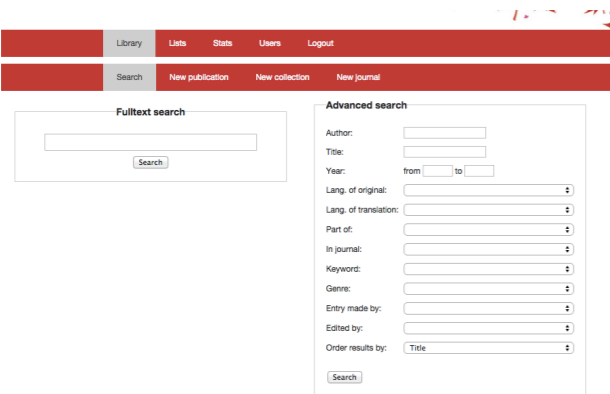 Library Lists Stats Users Logout
Search New publication New collection New journal
Fulltext search
Search
Advanced search
Author:
Title:
Year: from to
Lang. of original:
Lang. of translation:
Part of:
In journal:
Keyword:
Genre:
Entry made by:
Edited by:
Order results by: Title
Search